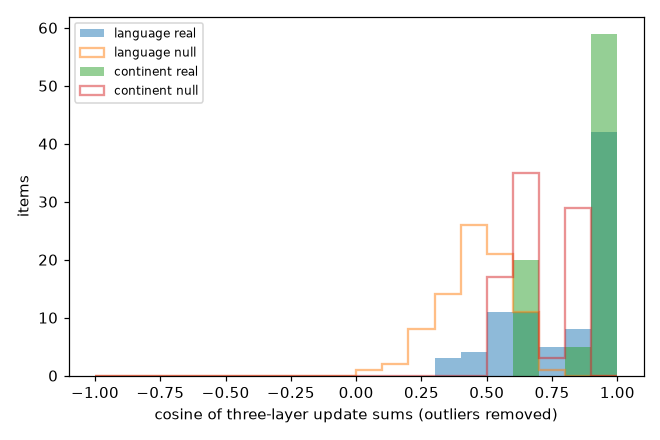 language real
language null
continent real
continent null
items
60
50
40
30
20
10
0
−1.00 −0.75 −0.50 −0.25 0.00 0.25 0.50 0.75 1.00
cosine of three-layer update sums (outliers removed)